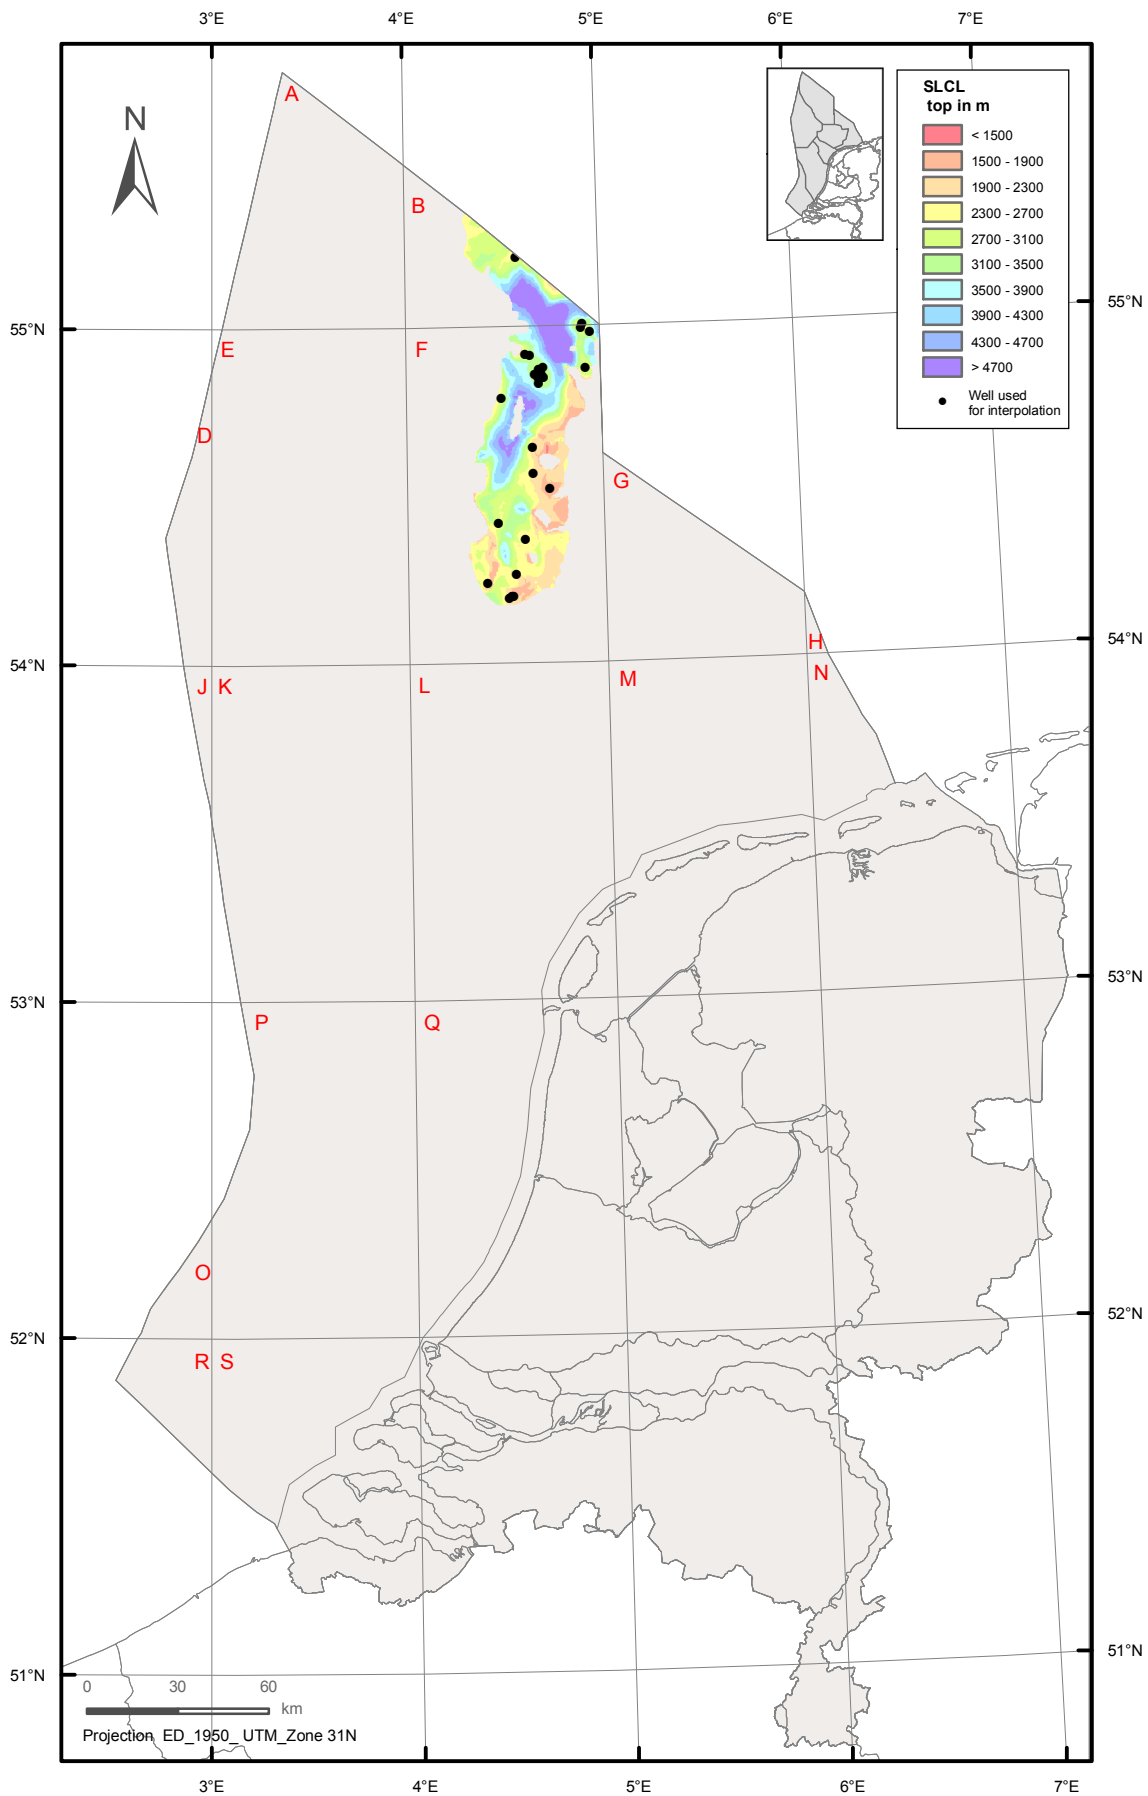 3°E 4°E 5°E 6°E 7°E
A
N
SLCL
top in m
< 1500
1500 - 1900
1900 - 2300
2300 - 2700
2700 - 3100
3100 - 3500
3500 - 3900
3900 - 4300
4300 - 4700
> 4700
Well used
for interpolation
B
55°N
55°N
E
F
D
G
54°N
54°N
H
J K
L
M
N
53°N
53°N
P
Q
O
52°N
52°N
R S
51°N
51°N
0 30 60
km
Projection ED_1950_UTM_Zone 31N
3°E 4°E 5°E 6°E 7°E